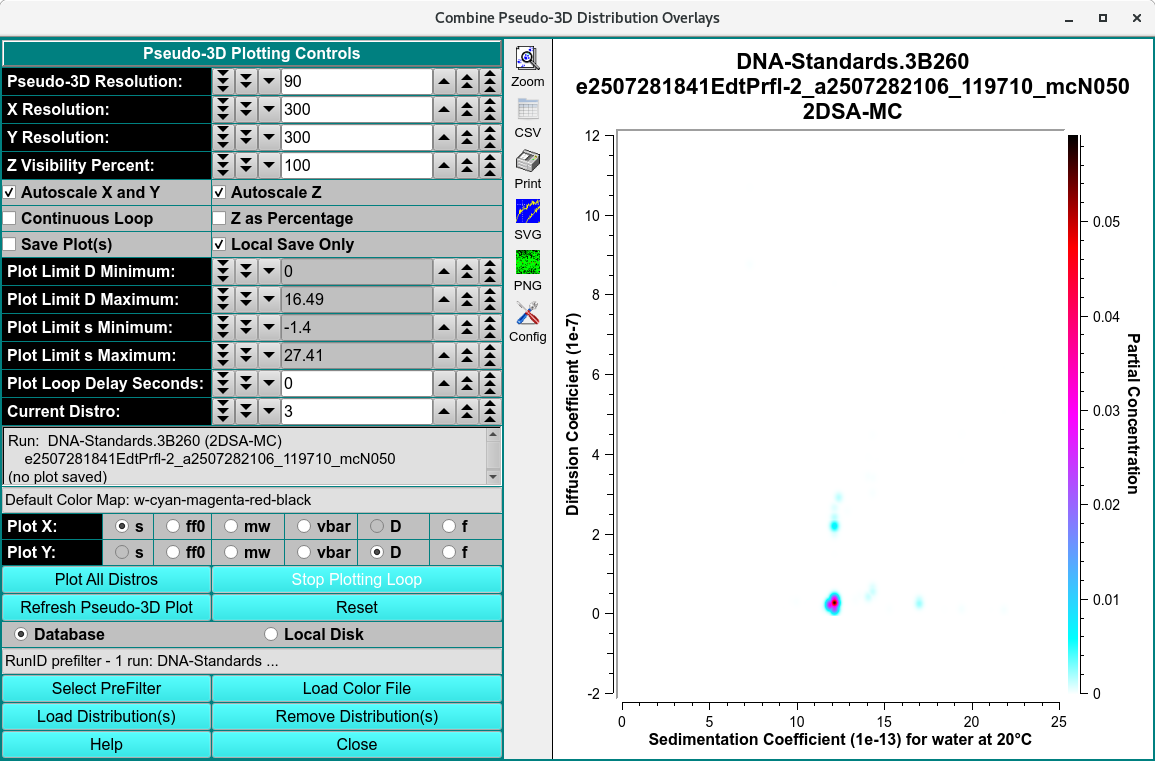 Combine Pseudo-3D Distribution Overlays
Pseudo-3D Plotting Controls
Pseudo-3D Resolution: 90
X Resolution: 300
Y Resolution: 300
Z Visibility Percent: 100
Autoscale X and Y Autoscale Z
Continuous Loop Z as Percentage
Save Plot(s) Local Save Only
Plot Limit D Minimum: 0
Plot Limit D Maximum: 16.49
Plot Limit s Minimum: -1.4
Plot Limit s Maximum: 27.41
Plot Loop Delay Seconds: 0
Current Distro: 3
Run: DNA-Standards.3B260 (2DSA-MC)
e2507281841EdtPrfl-2_a2507282106_119710_mcN050
(no plot saved)
Default Color Map: w-cyan-magenta-red-black
Plot X: s ff0 mw vbar D f
Plot Y: s ff0 mw vbar D f
Plot All Distros Stop Plotting Loop
Refresh Pseudo-3D Plot Reset
Database Local Disk
RunID prefilter - 1 run: DNA-Standards ...
Select PreFilter Load Color File
Load Distribution(s) Remove Distribution(s)
Help Close
Zoom
CSV
Print
SVG
PNG
Config
DNA-Standards.3B260
e2507281841EdtPrfl-2_a2507282106_119710_mcN050
2DSA-MC
Diffusion Coefficient (1e-7)
12
10
8
6
4
2
0
-2
0 5 10 15 20 25
Sedimentation Coefficient (1e-13) for water at 20°C
0.05
0.04
0.03
0.02
0.01
0
Partial Concentration